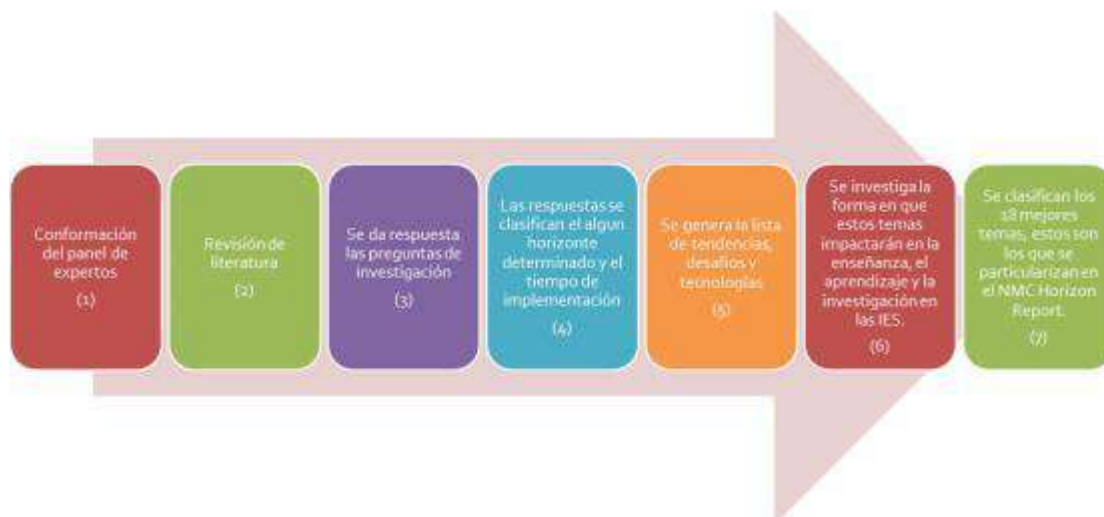 Conformación
del panel de
expertos
(1)
Revisión de
literatura
(2)
Se da respuesta
las preguntas de
investigación
(3)
Las respuestas se
clasifican el algun
horizonte
determinado y el
tiempo de
implementación
(4)
Se genera la lista
de tendencias,
desafíos y
tecnologías
(5)
Se investiga la
forma en que
estos temas
impactarán en la
enseñanza, el
aprendizaje y la
investigación en
las IES.
(6)
Se clasifican los
18 mejores
temas, estos son
los que se
particularizan en
el NMC Horizon
Report.
(7)